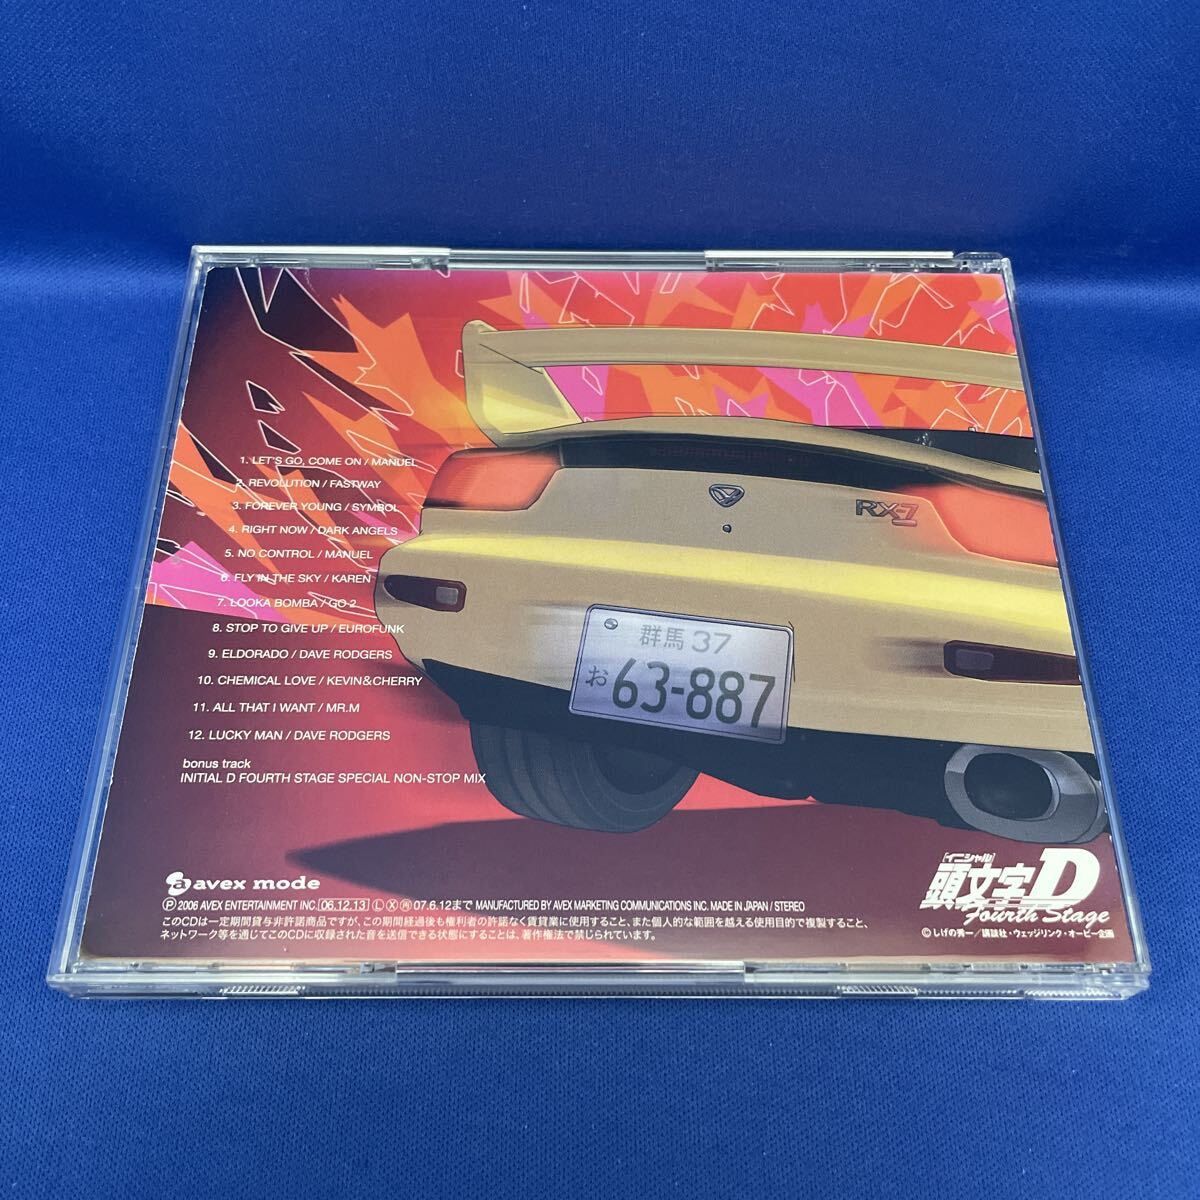 1. LET'S GO, COME ON / MANUEL
2. REVOLUTION / FASTWAY
3. FOREVER YOUNG / SYMBOL
4. RIGHT NOW / DARK ANGELS
5. NO CONTROL / MANUEL
6. FLY IN THE SKY / KAREN
7. LOOKA BOMBA / GO 2
8. STOP TO GIVE UP / EUROFUNK
9. ELDORADO / DAVE RODGERS
10. CHEMICAL LOVE / KEVIN&CHERRY
11. ALL THAT I WANT / MR.M
12. LUCKY MAN / DAVE RODGERS
bonus track
INITIAL D FOURTH STAGE SPECIAL NON-STOP MIX
RX-7
群馬 37
お 63-887
a avex mode
Ⓟ 2006 AVEX ENTERTAINMENT INC. 06.12.13 Ⓛ Ⓧ ㊞ 07.6.12まで MANUFACTURED BY AVEX MARKETING COMMUNICATIONS INC. MADE IN JAPAN / STEREO
このCDは一定期間貸与非許諾商品ですが、この期間経過後も権利者の許諾なく賃貸業に使用すること、また個人的な範囲を越える使用目的で複製すること、
ネットワーク等を通じてこのCDに収録された音を送信できる状態にすることは、著作権法で禁じられています。
[イニシャル]
頭文字D
Fourth Stage
© しげの秀一／講談社・ウェッジリンク・オービー企画